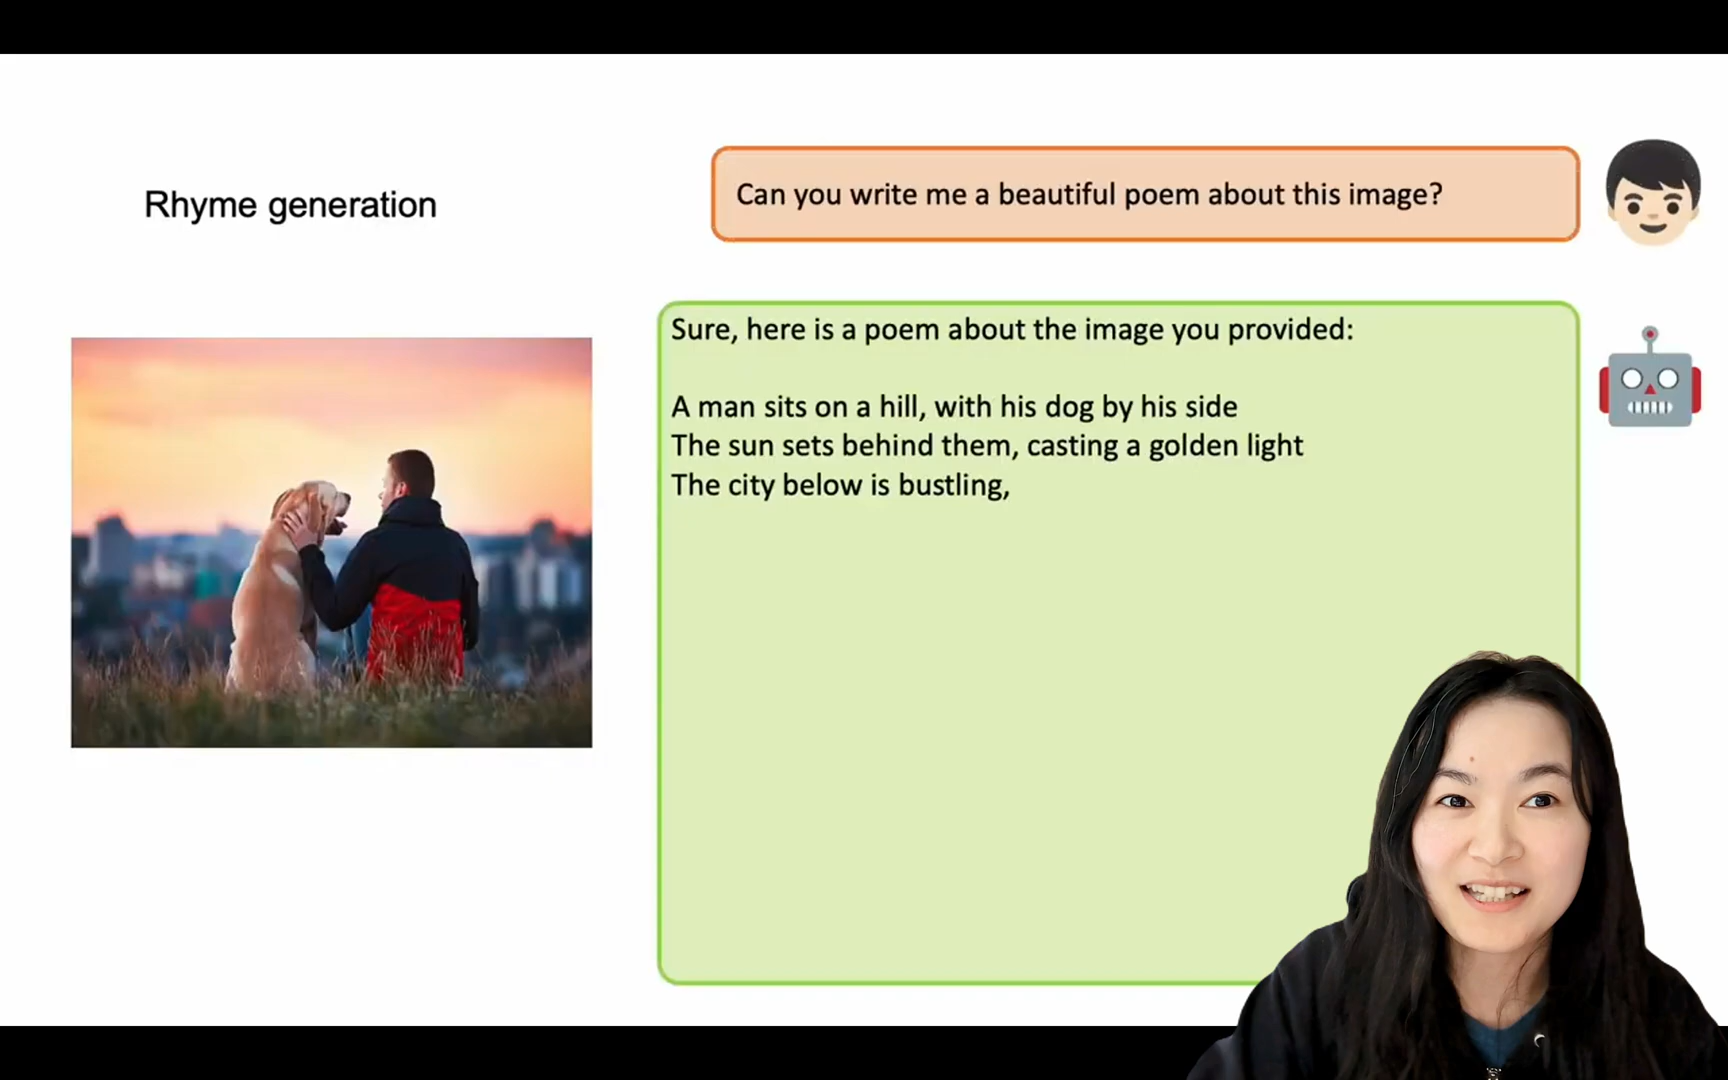 Rhyme generation
Can you write me a beautiful poem about this image?
Sure, here is a poem about the image you provided:
A man sits on a hill, with his dog by his side
The sun sets behind them, casting a golden light
The city below is bustling,